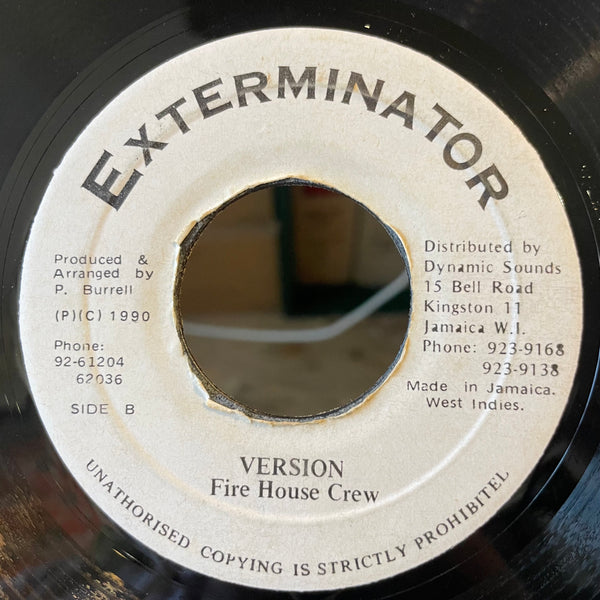 EXTERMINATOR
Produced &
Arranged by
P. Burrell
(P)(C) 1990
Phone:
92-61204
62036
SIDE B
Distributed by
Dynamic Sounds
15 Bell Road
Kingston 11
Jamaica W.I.
Phone: 923-9168
923-9138
Made in Jamaica.
West Indies.
VERSION
Fire House Crew
UNATHORISED COPYING IS STRICTLY PROHIBITEL